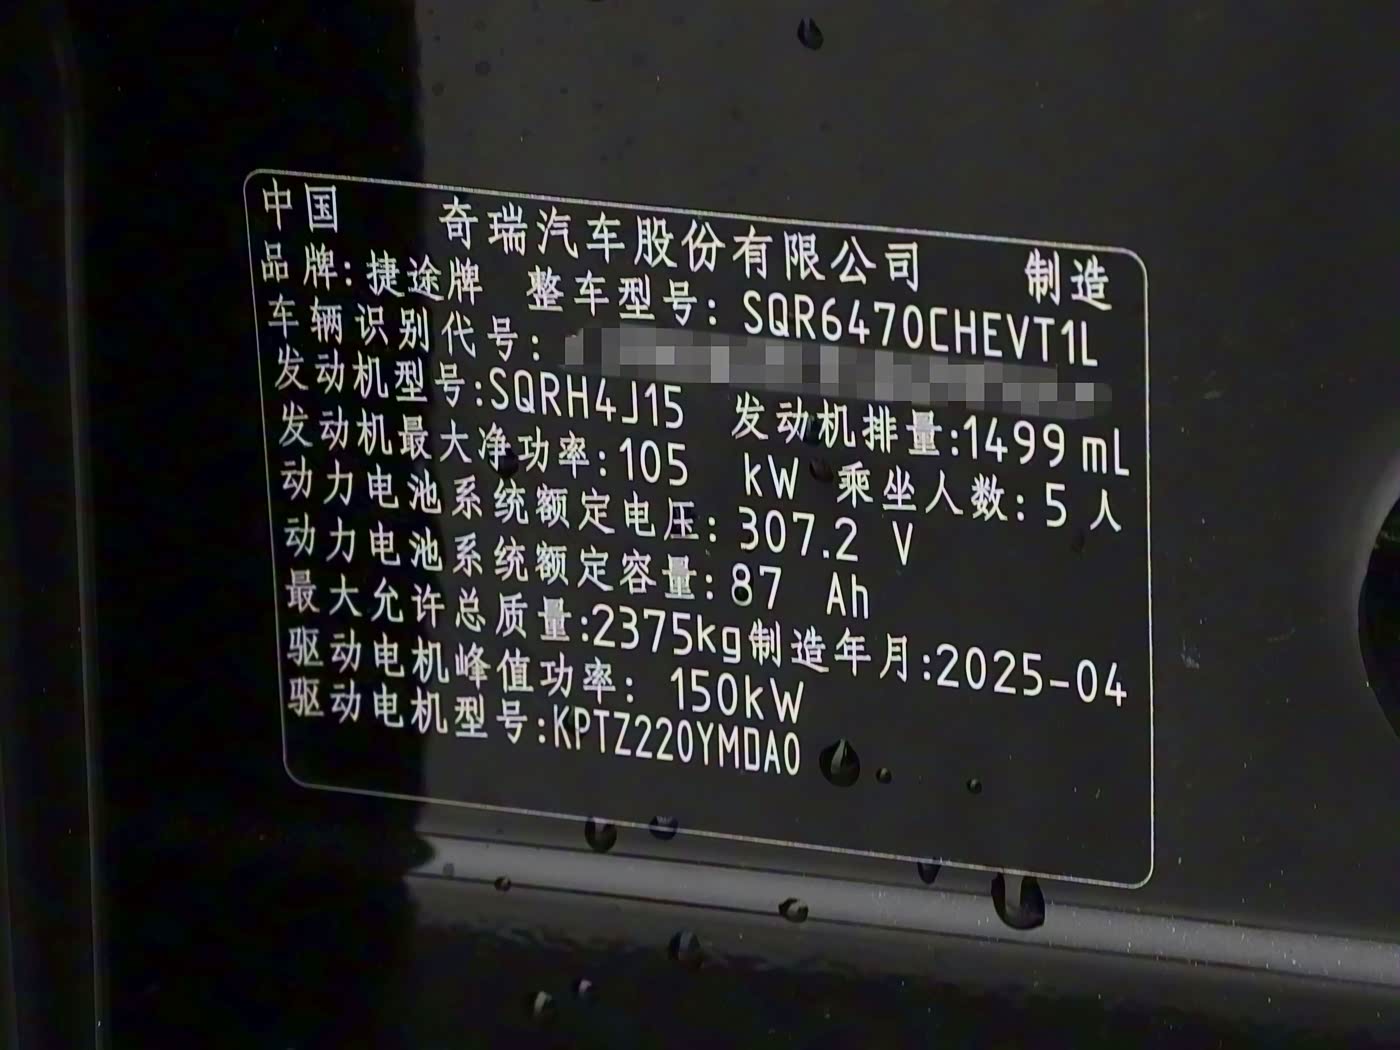 中国 奇瑞汽车股份有限公司 制造
品牌:捷途牌 整车型号:SQR6470CHEVT1L
车辆识别代号:
发动机型号:SQRH4J15 发动机排量:1499mL
发动机最大净功率:105 kW 乘坐人数:5人
动力电池系统额定电压:307.2 V
动力电池系统额定容量:87 Ah
最大允许总质量:2375kg制造年月:2025-04
驱动电机峰值功率: 150kW
驱动电机型号:KPTZ220YMDA0